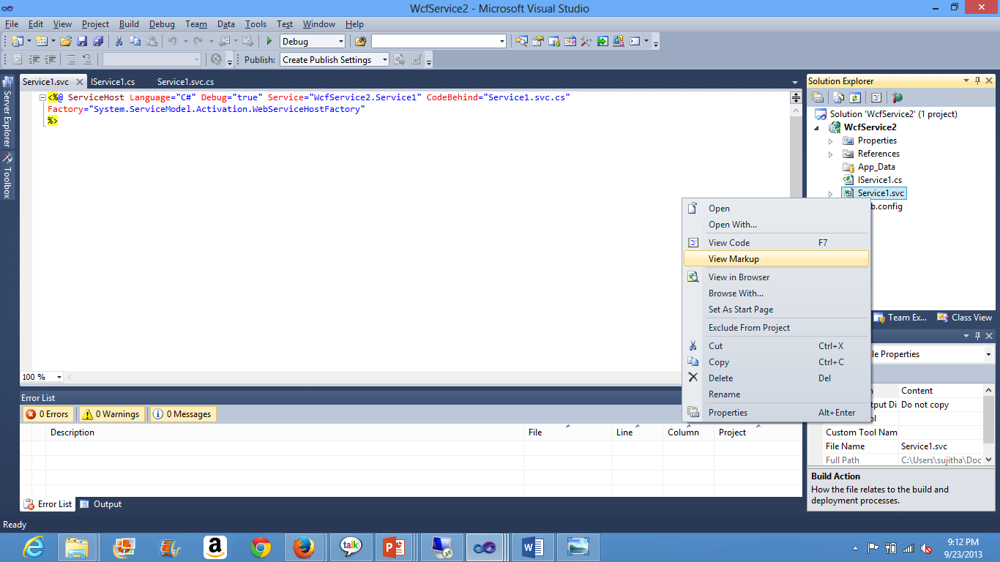 WcfService2 - Microsoft Visual Studio
File Edit View Project Build Debug Team Data Tools Test Window Help
Debug
Publish: Create Publish Settings
Server Explorer
Toolbox
Service1.svc IService1.cs Service1.svc.cs
<%@ ServiceHost Language="C#" Debug="true" Service="WcfService2.Service1" CodeBehind="Service1.svc.cs"
Factory="System.ServiceModel.Activation.WebServiceHostFactory"
%>
100 %
Solution Explorer
Solution 'WcfService2' (1 project)
WcfService2
Properties
References
App_Data
IService1.cs
Service1.svc
b.config
Open
Open With...
View Code F7
View Markup
View in Browser
Browse With...
Set As Start Page
Exclude From Project
Cut Ctrl+X
Copy Ctrl+C
Delete Del
Rename
Properties Alt+Enter
Team Ex... Class View
le Properties
n Content
tput Di Do not copy
ol
Custom Tool Nam
File Name Service1.svc
Full Path C:\Users\sujitha\Doc
Build Action
How the file relates to the build and
deployment processes.
Error List
0 Errors 0 Warnings 0 Messages
Description File Line Column Project
Error List Output
Ready
talk
9:12 PM
9/23/2013